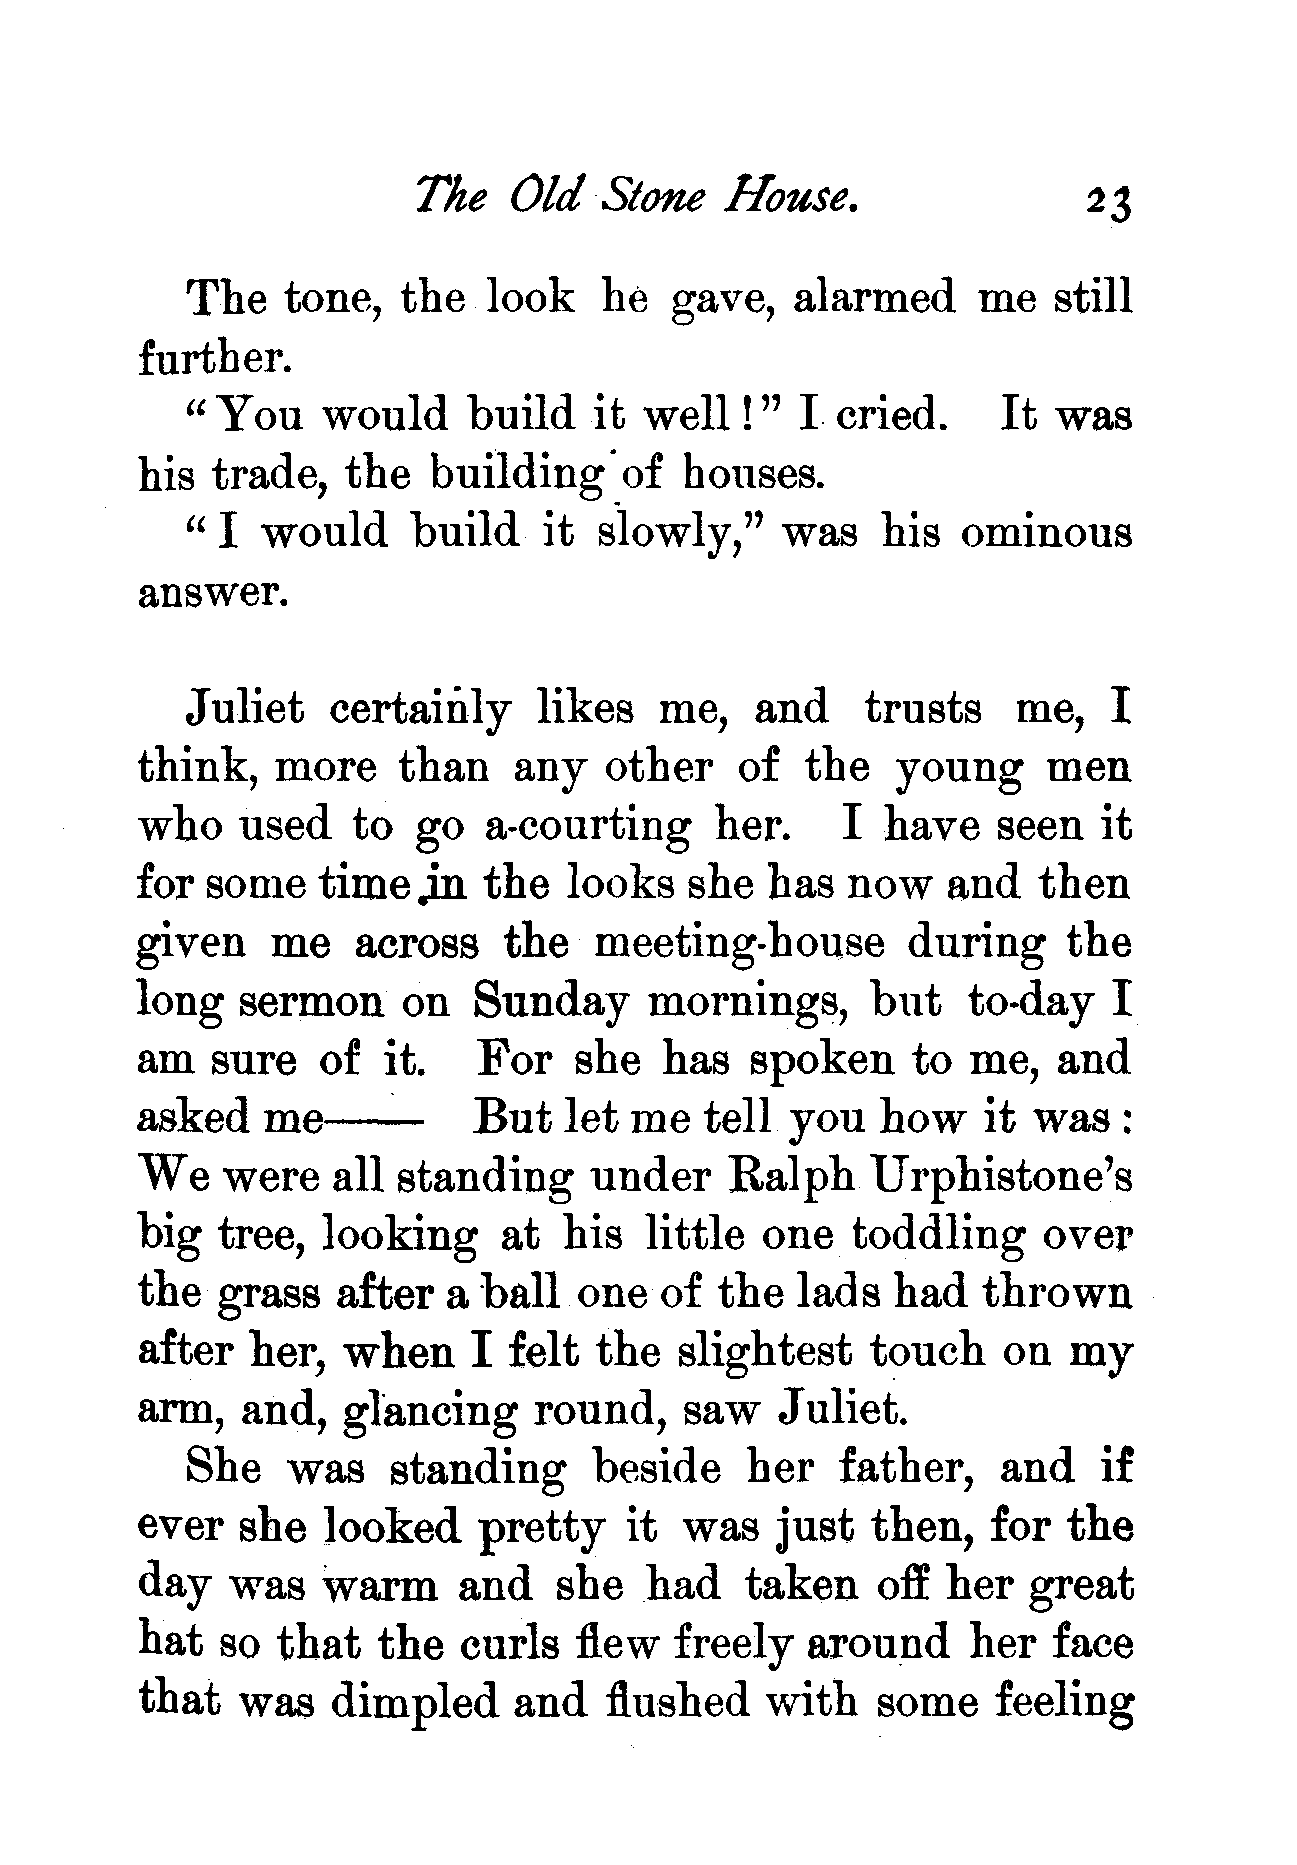 The Old Stone House. 23
The tone, the look he gave, alarmed me still
further.
“You would build it well!” I cried. It was
his trade, the building of houses.
“I would build it slowly,” was his ominous
answer.
Juliet certainly likes me, and trusts me, I
think, more than any other of the young men
who used to go a-courting her. I have seen it
for some time in the looks she has now and then
given me across the meeting-house during the
long sermon on Sunday mornings, but to-day I
am sure of it. For she has spoken to me, and
asked me—— But let me tell you how it was:
We were all standing under Ralph Urphistone’s
big tree, looking at his little one toddling over
the grass after a ball one of the lads had thrown
after her, when I felt the slightest touch on my
arm, and, glancing round, saw Juliet.
She was standing beside her father, and if
ever she looked pretty it was just then, for the
day was warm and she had taken off her great
hat so that the curls flew freely around her face
that was dimpled and flushed with some feeling